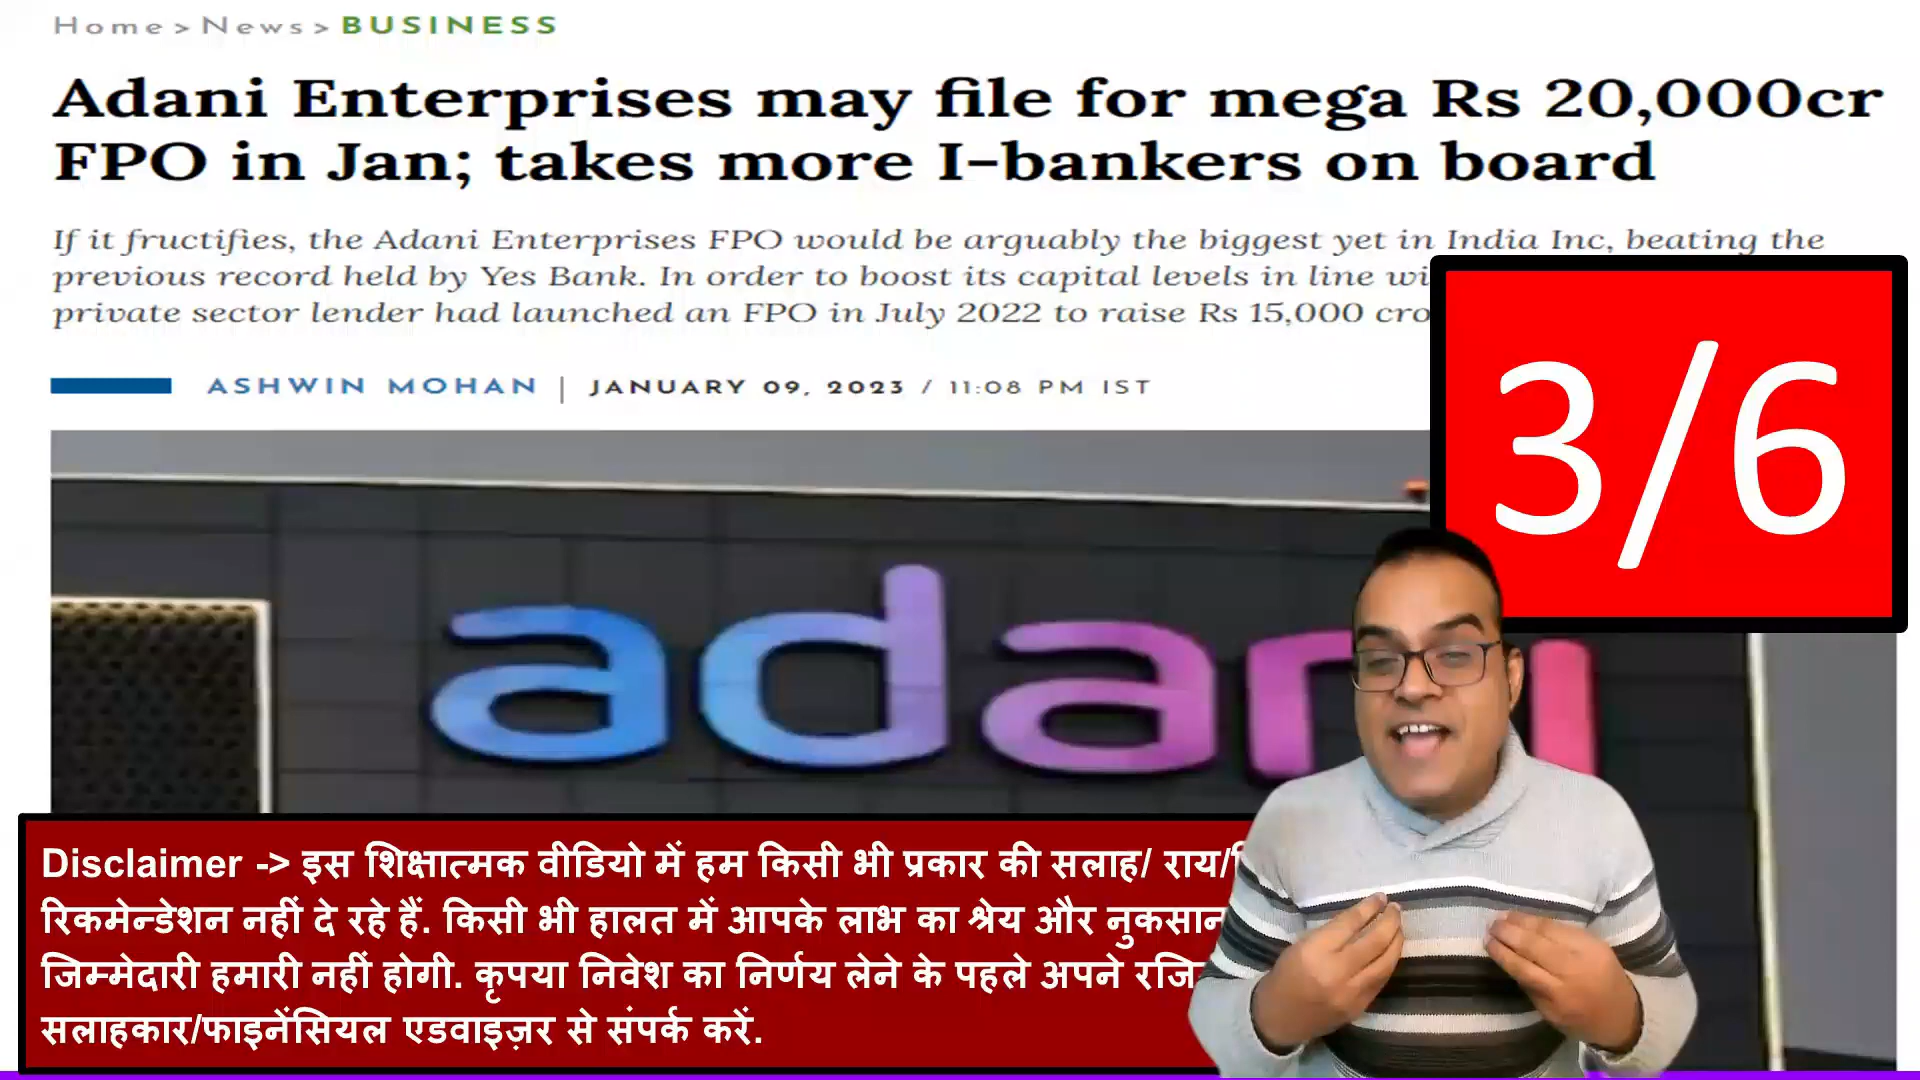 Home > News > BUSINESS
Adani Enterprises may file for mega Rs 20,000cr
FPO in Jan; takes more I-bankers on board
If it fructifies, the Adani Enterprises FPO would be arguably the biggest yet in India Inc, beating the
previous record held by Yes Bank. In order to boost its capital levels in line
private sector lender had launched an FPO in July 2022 to raise Rs 15,000
ASHWIN MOHAN | JANUARY 09, 2023 / 11:08 PM IST
3/6
adani
Disclaimer -> इस शिक्षात्मक वीडियो में हम किसी भी प्रकार की सलाह/ राय/
रिकमेन्डेशन नहीं दे रहे हैं. किसी भी हालत में आपके लाभ का श्रेय और नुकसान
जिम्मेदारी हमारी नहीं होगी. कृपया निवेश का निर्णय लेने के पहले अपने
सलाहकार/फाइनेंसियल एडवाइज़र से संपर्क करें.